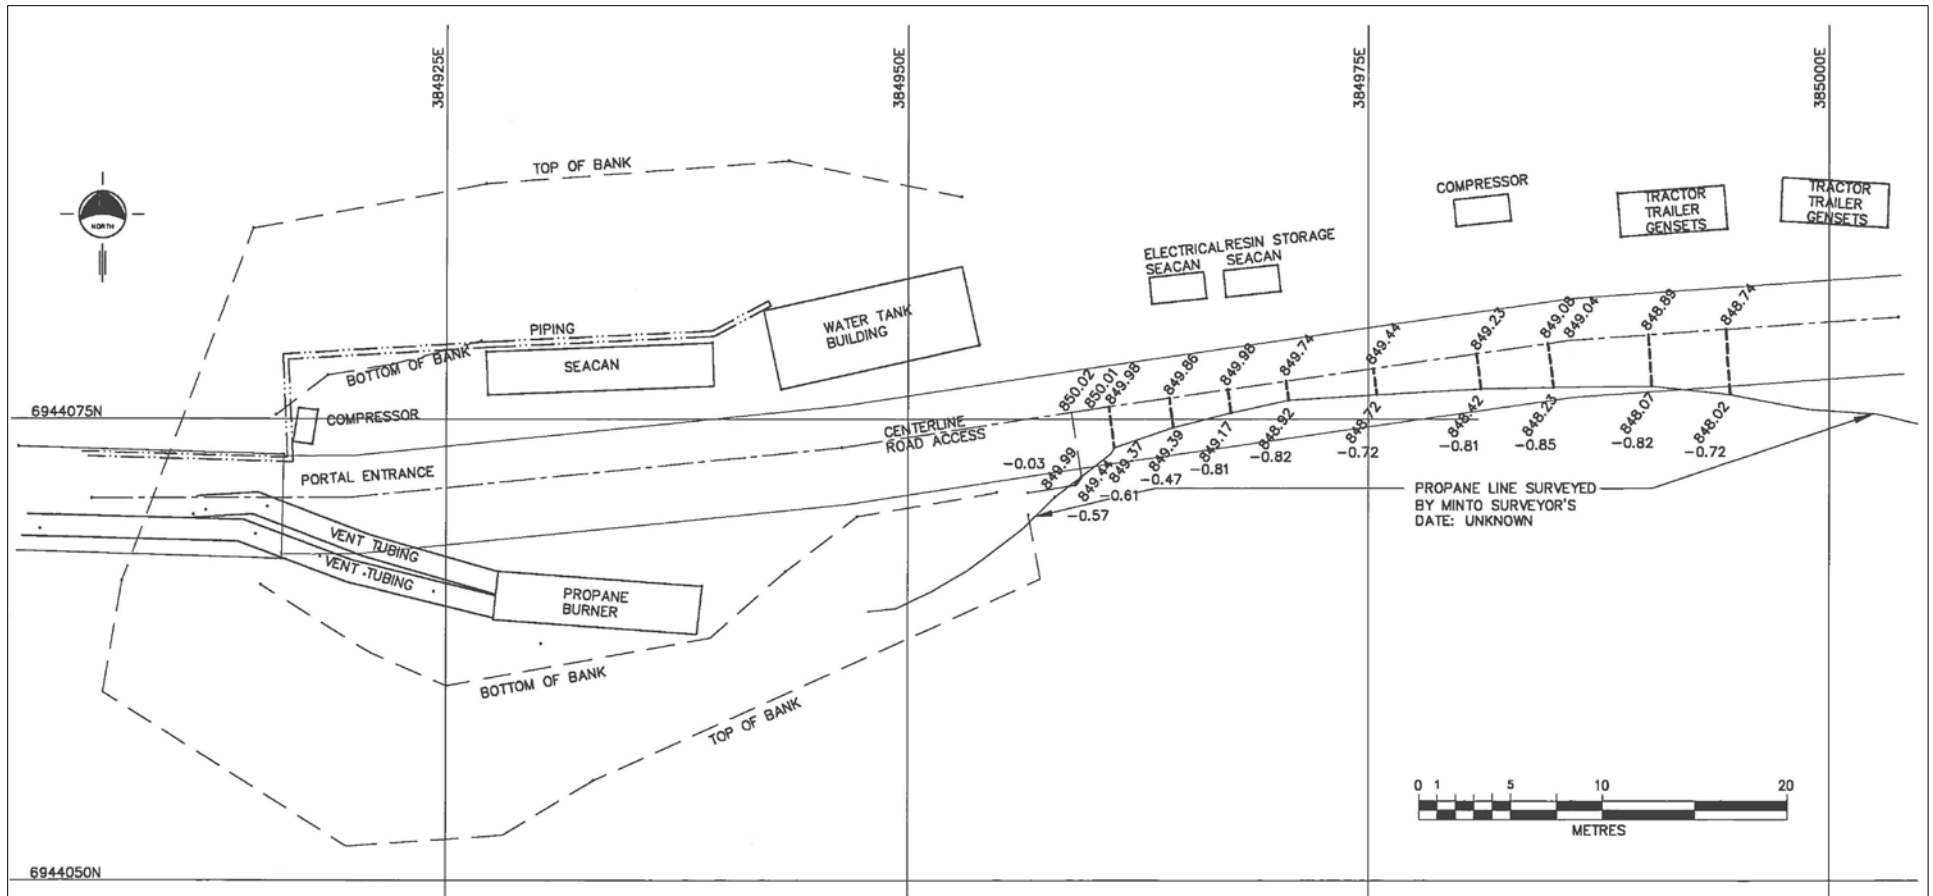 384925E
384950E
384975E
385000E
TOP OF BANK
NORTH
COMPRESSOR
TRACTOR
TRAILER
GENSETS
TRACTOR
TRAILER
GENSETS
ELECTRICAL
SEACAN
RESIN STORAGE
SEACAN
PIPING
WATER TANK
BUILDING
BOTTOM OF BANK
SEACAN
6944075N
COMPRESSOR
CENTERLINE
ROAD ACCESS
PORTAL ENTRANCE
850.02
850.01
849.98
849.86
849.98
849.74
849.44
849.23
849.08
849.04
848.89
848.74
849.99
849.44
849.37
849.39
849.17
848.92
848.72
848.42
848.23
848.07
848.02
-0.03
-0.57
-0.61
-0.47
-0.81
-0.82
-0.72
-0.81
-0.85
-0.82
-0.72
PROPANE LINE SURVEYED
BY MINTO SURVEYOR'S
DATE: UNKNOWN
VENT TUBING
VENT TUBING
PROPANE
BURNER
BOTTOM OF BANK
TOP OF BANK
0 1 5 10 20
METRES
6944050N